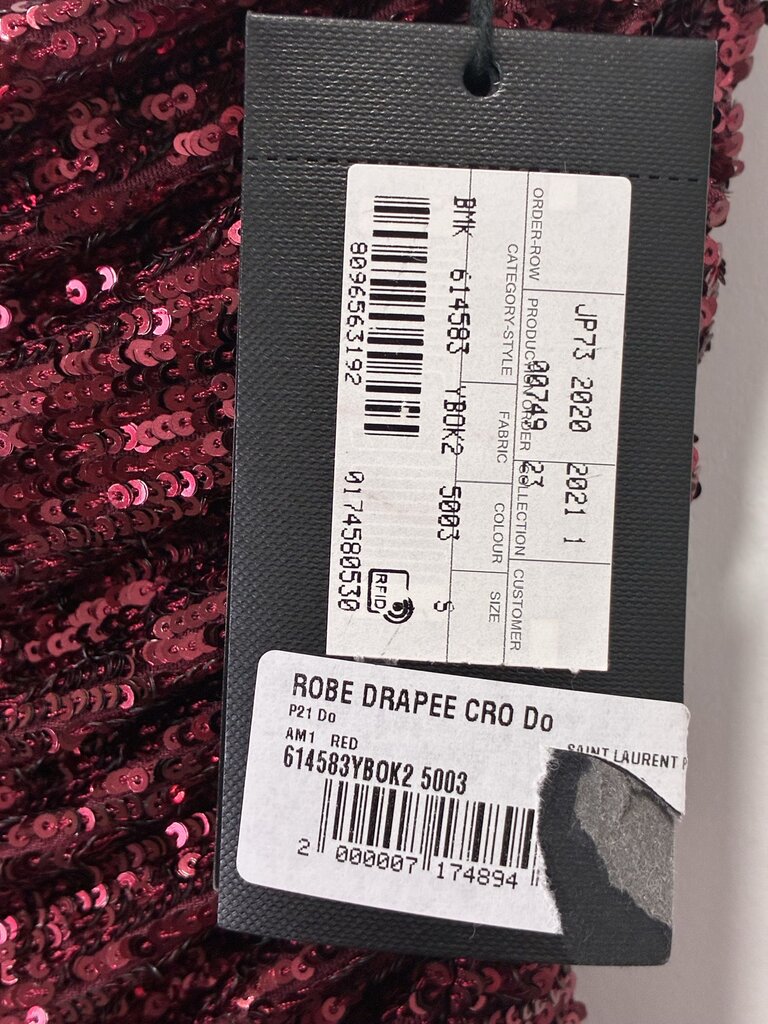 ORDER-ROW PRODUCTION ORDER COLLECTION CUSTOMER
JP73 2020 2021 1
00749 23
CATEGORY-STYLE FABRIC COLOUR SIZE
BMK 614583 YBOK2 5003 S
8096563192 0174580530
RFID
ROBE DRAPEE CRO Do
P21 Do
AM1 RED
SAINT LAURENT P
614583YBOK2 5003
2 000007 174894